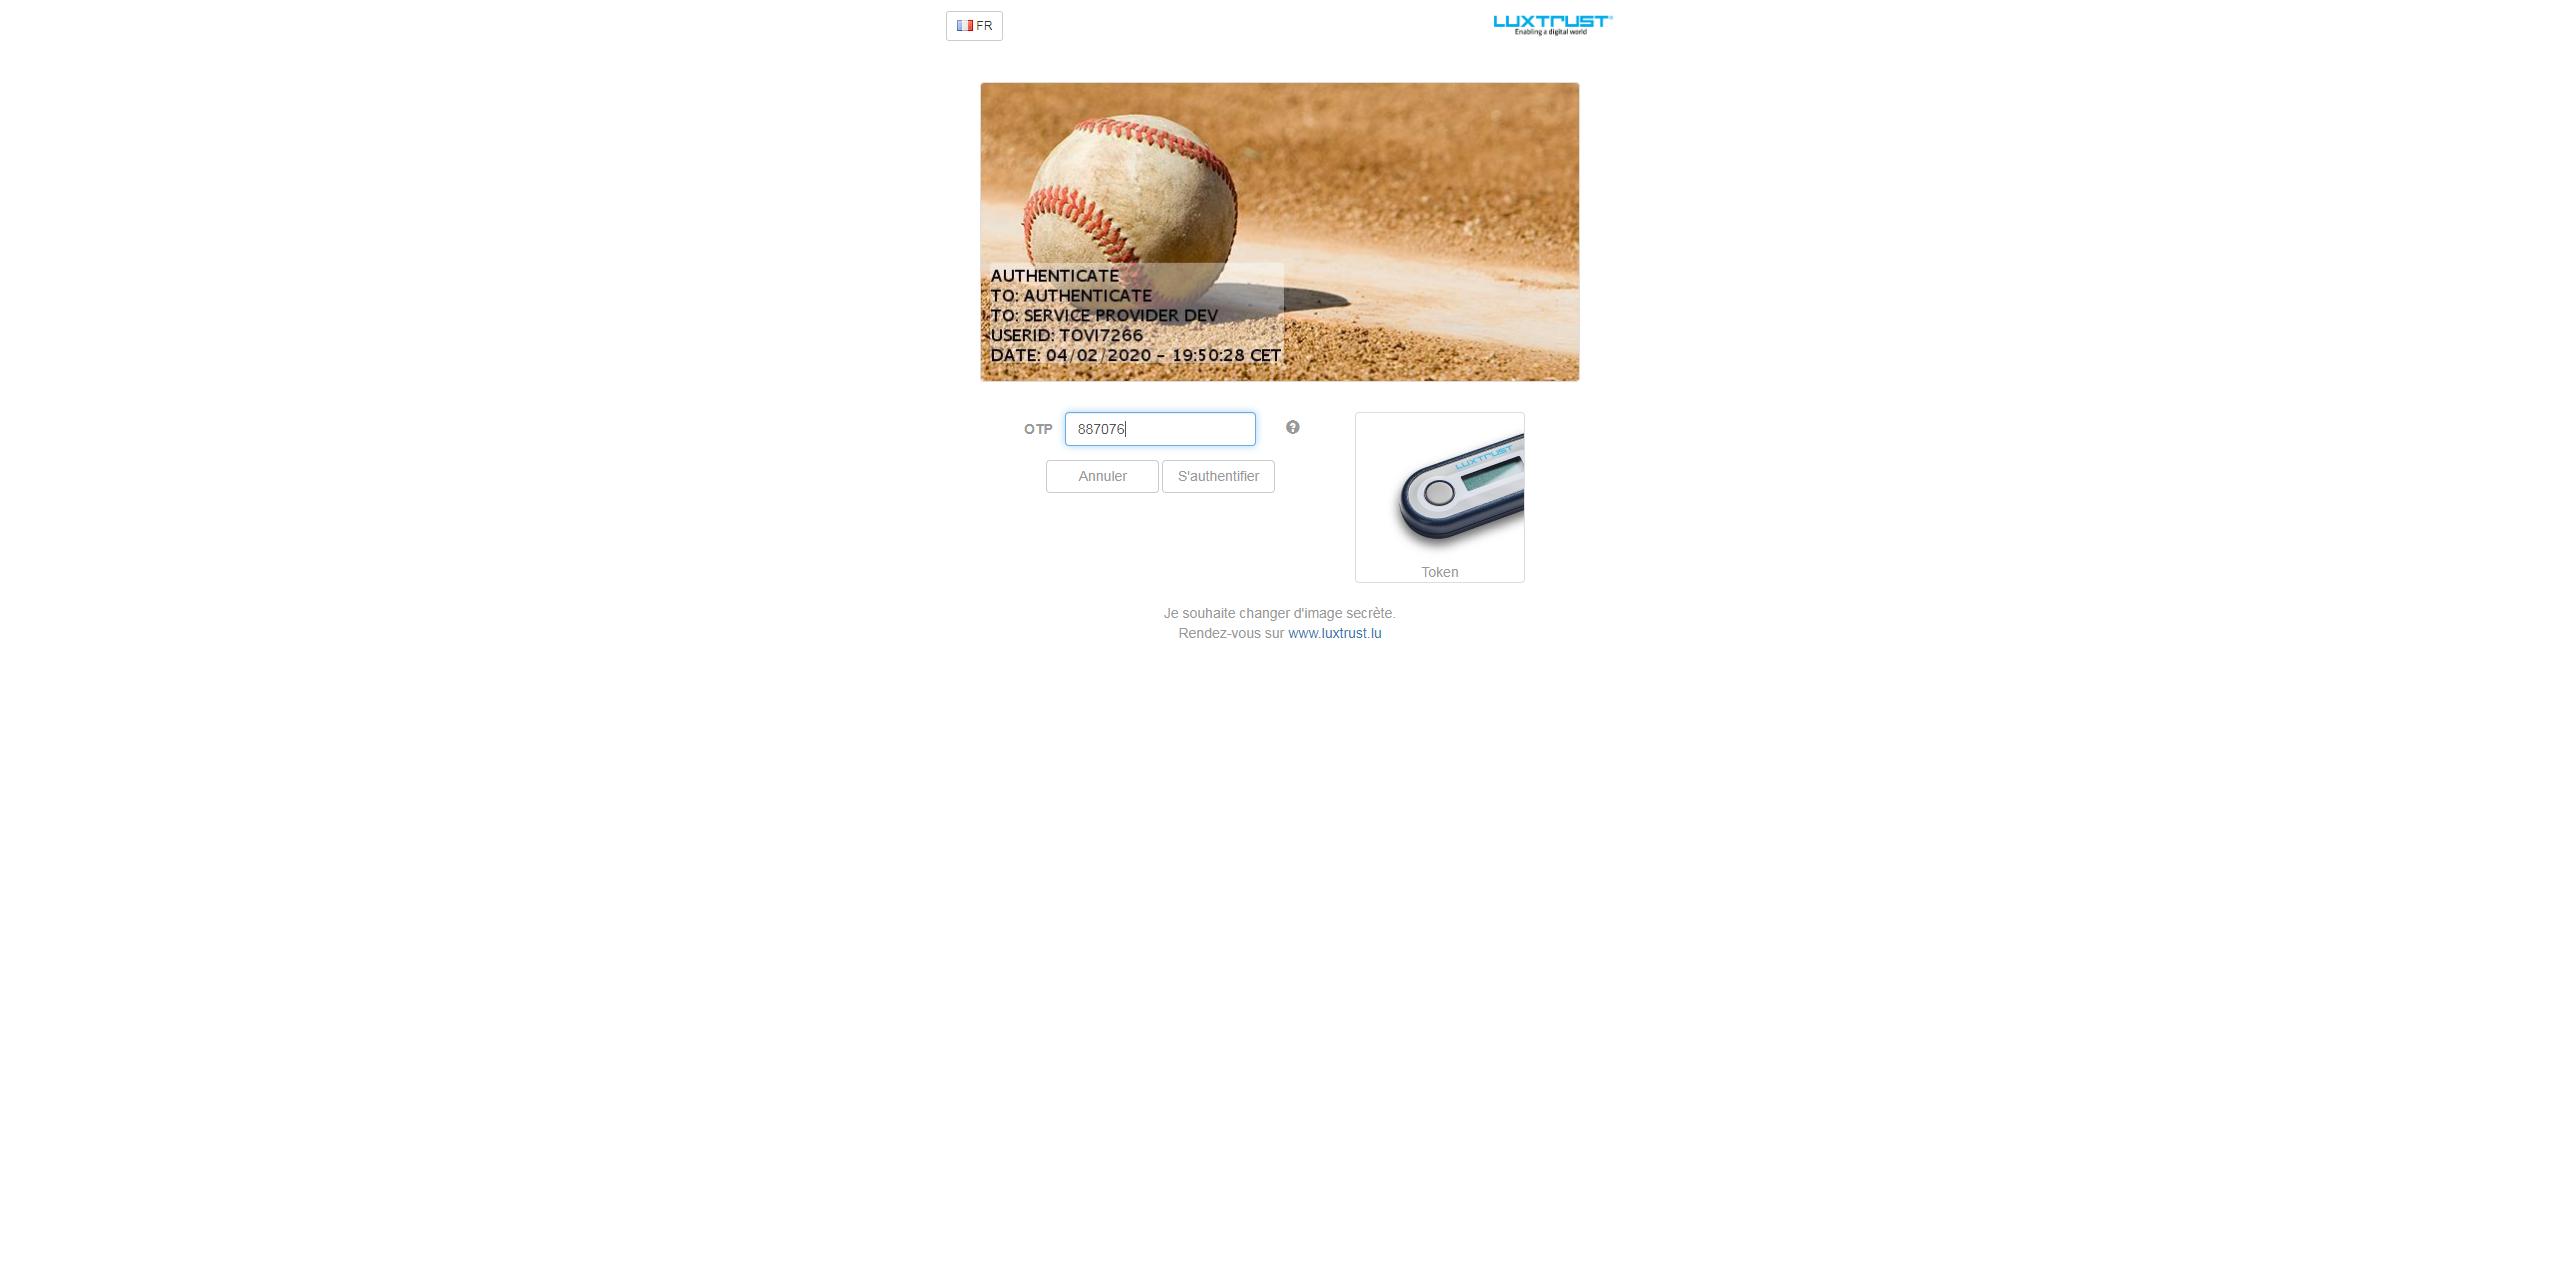 FR
LUXTRUST
Enabling a digital world
AUTHENTICATE
TO: AUTHENTICATE
TO: SERVICE PROVIDER DEV
USERID: TOVI7266
DATE: 04/02/2020 - 19:50:28 CET
OTP 887076
Annuler S'authentifier
LUXTRUST
Token
Je souhaite changer d'image secrète.
Rendez-vous sur www.luxtrust.lu